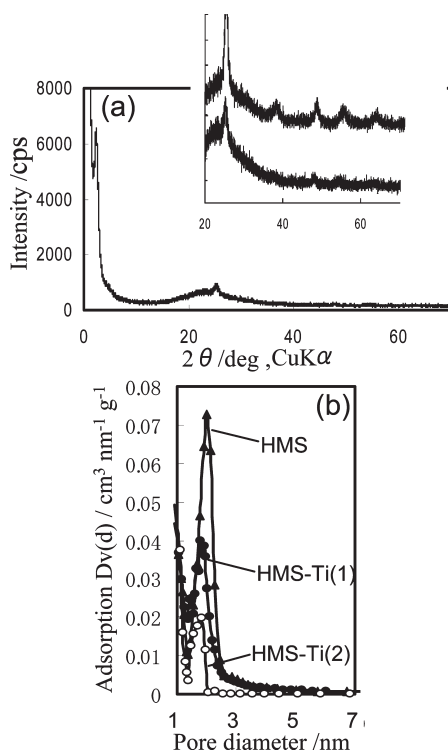 (a)
8000
6000
4000
2000
0
Intensity /cps
0 20 40 60
2 θ /deg ,CuKα
20 40 60
(b)
0.08
0.07
0.06
0.05
0.04
0.03
0.02
0.01
0
Adsorption Dv(d) / cm³ nm⁻¹ g⁻¹
HMS
HMS-Ti(1)
HMS-Ti(2)
1 3 5 7
Pore diameter /nm